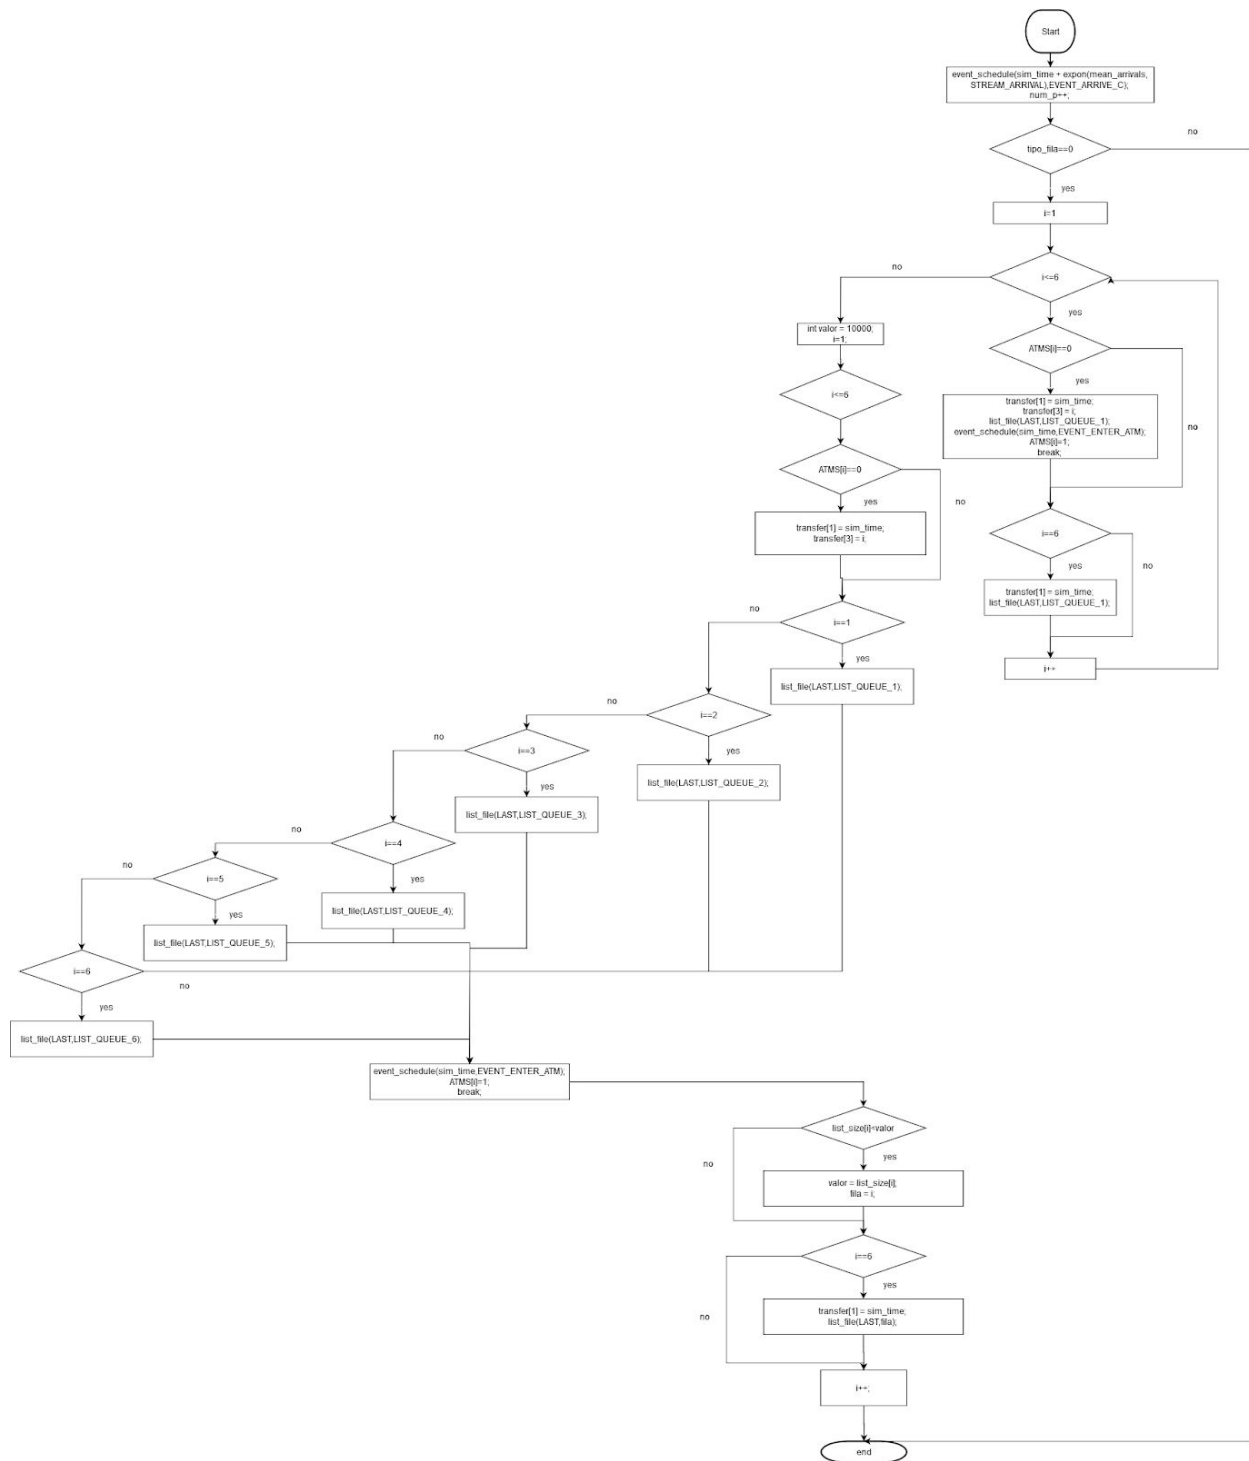 Start
event_schedule(sim_time + expon(mean_arrivals,
STREAM_ARRIVAL),EVENT_ARRIVE_C);
num_p++;
no
tipo_fila==0
yes
i=1
no
i<=6
yes
int valor = 10000;
i=1;
ATMS[i]==0
yes
i<=6
transfer[1] = sim_time;
transfer[3] = i;
list_file(LAST,LIST_QUEUE_1);
event_schedule(sim_time,EVENT_ENTER_ATM);
ATMS[i]=1;
break;
no
ATMS[i]==0
yes
no
transfer[1] = sim_time;
transfer[3] = i;
i==6
yes
no
transfer[1] = sim_time;
list_file(LAST,LIST_QUEUE_1);
no
i==1
yes
i++
list_file(LAST,LIST_QUEUE_1);
no
i==2
yes
no
i==3
yes
list_file(LAST,LIST_QUEUE_2);
list_file(LAST,LIST_QUEUE_3);
no
i==4
yes
no
i==5
yes
list_file(LAST,LIST_QUEUE_4);
list_file(LAST,LIST_QUEUE_5);
i==6
no
yes
list_file(LAST,LIST_QUEUE_6);
event_schedule(sim_time,EVENT_ENTER_ATM);
ATMS[i]=1;
break;
list_size[i]<valor
yes
no
valor = list_size[i];
fila = i;
i==6
yes
no
transfer[1] = sim_time;
list_file(LAST,fila);
i++;
end